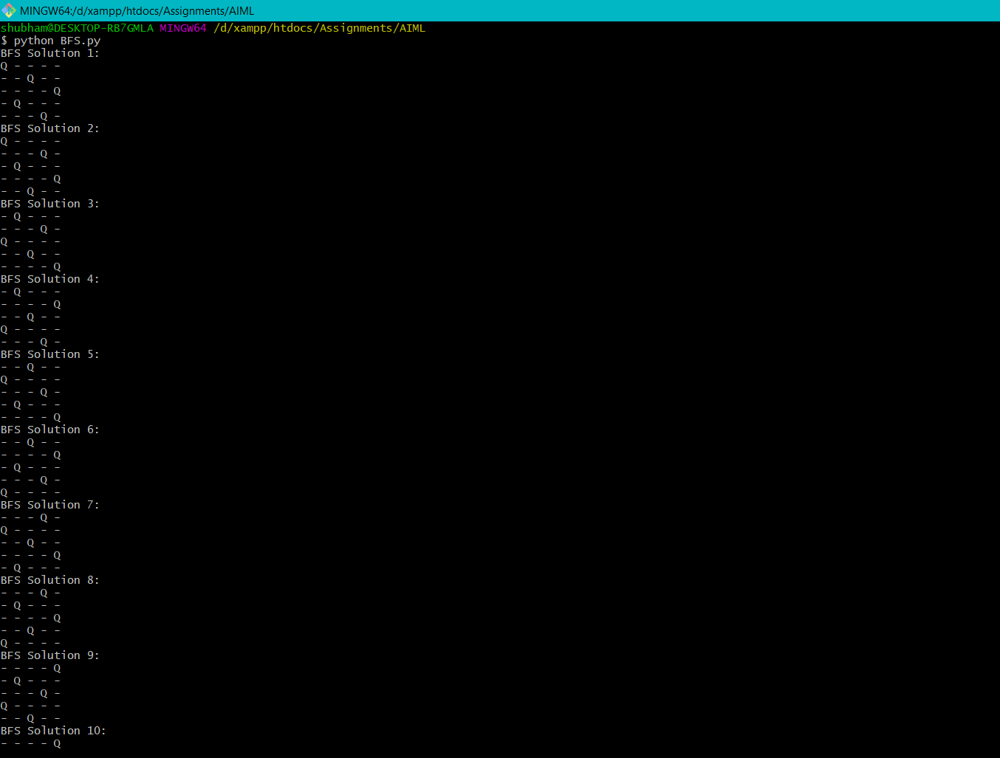 MINGW64:/d/xampp/htdocs/Assignments/AIML
shubham@DESKTOP-RB7GMLA MINGW64 /d/xampp/htdocs/Assignments/AIML
$ python BFS.py
BFS Solution 1:
Q - - - -
- - Q - -
- - - - Q
- Q - - -
- - - Q -
BFS Solution 2:
Q - - - -
- - - Q -
- Q - - -
- - - - Q
- - Q - -
BFS Solution 3:
- Q - - -
- - - Q -
Q - - - -
- - Q - -
- - - - Q
BFS Solution 4:
- Q - - -
- - - - Q
- - Q - -
Q - - - -
- - - Q -
BFS Solution 5:
- - Q - -
Q - - - -
- - - Q -
- Q - - -
- - - - Q
BFS Solution 6:
- - Q - -
- - - - Q
- Q - - -
- - - Q -
Q - - - -
BFS Solution 7:
- - - Q -
Q - - - -
- - Q - -
- - - - Q
- Q - - -
BFS Solution 8:
- - - Q -
- Q - - -
- - - - Q
- - Q - -
Q - - - -
BFS Solution 9:
- - - - Q
- Q - - -
- - - Q -
Q - - - -
- - Q - -
BFS Solution 10:
- - - - Q